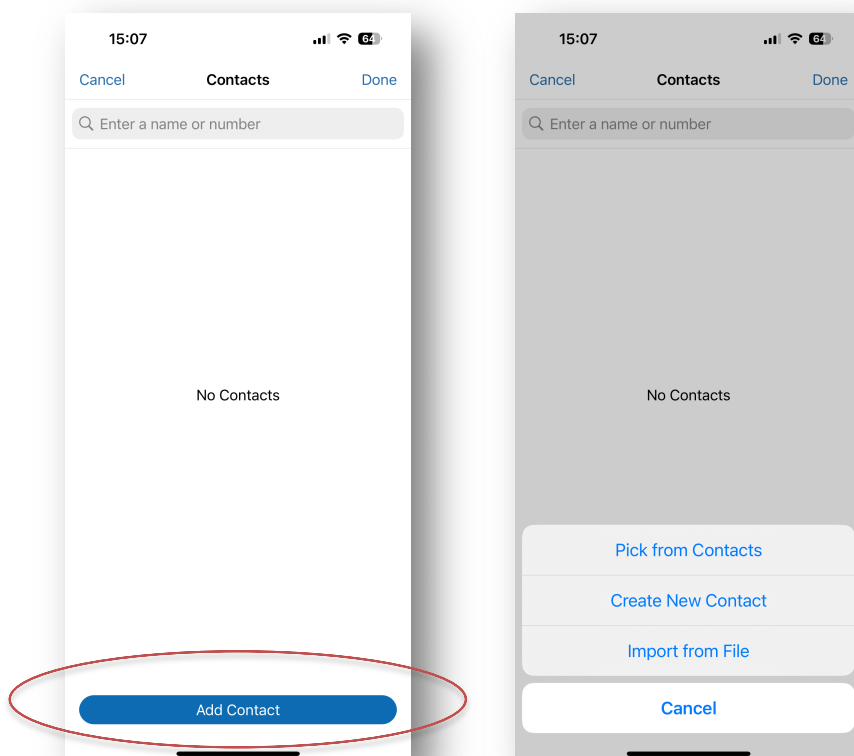 15:07
64
Cancel
Contacts
Done
Enter a name or number
No Contacts
Add Contact
15:07
64
Cancel
Contacts
Done
Enter a name or number
No Contacts
Pick from Contacts
Create New Contact
Import from File
Cancel